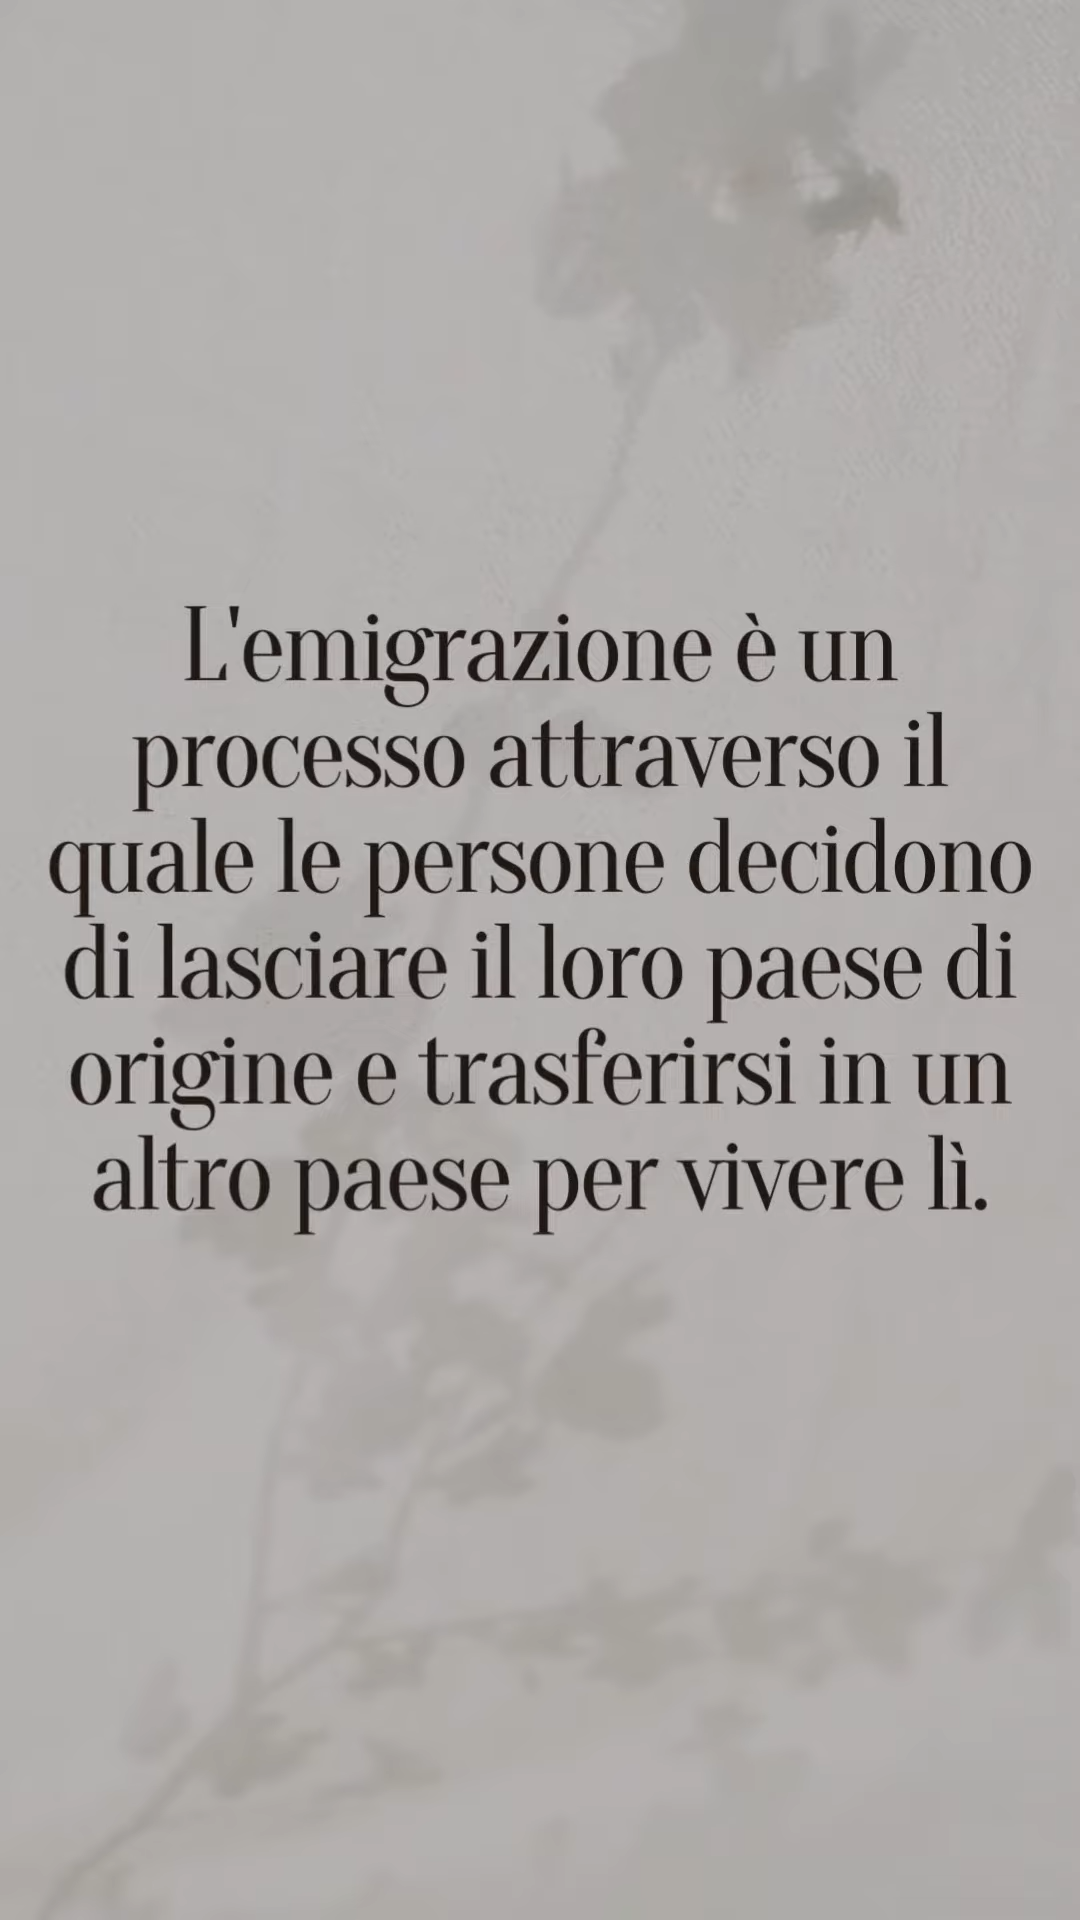 L'emigrazione è un
processo attraverso il
quale le persone decidono
di lasciare il loro paese di
origine e trasferirsi in un
altro paese per vivere lì.